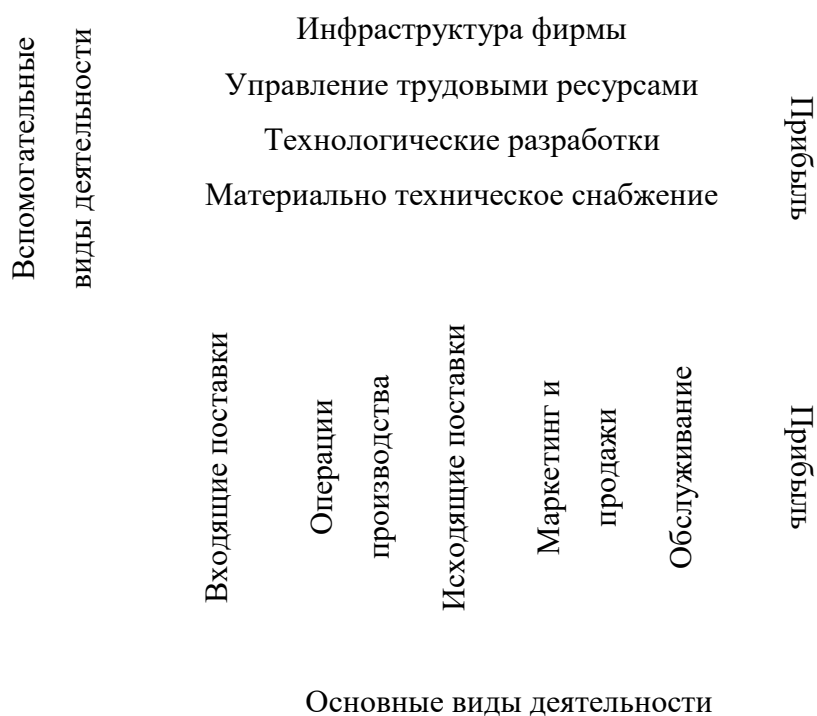 Вспомогательные
виды деятельности
Инфраструктура фирмы
Управление трудовыми ресурсами
Технологические разработки
Материально техническое снабжение
Прибыль
Входящие поставки
Операции
производства
Исходящие поставки
Маркетинг и
продажи
Обслуживание
Прибыль
Основные виды деятельности